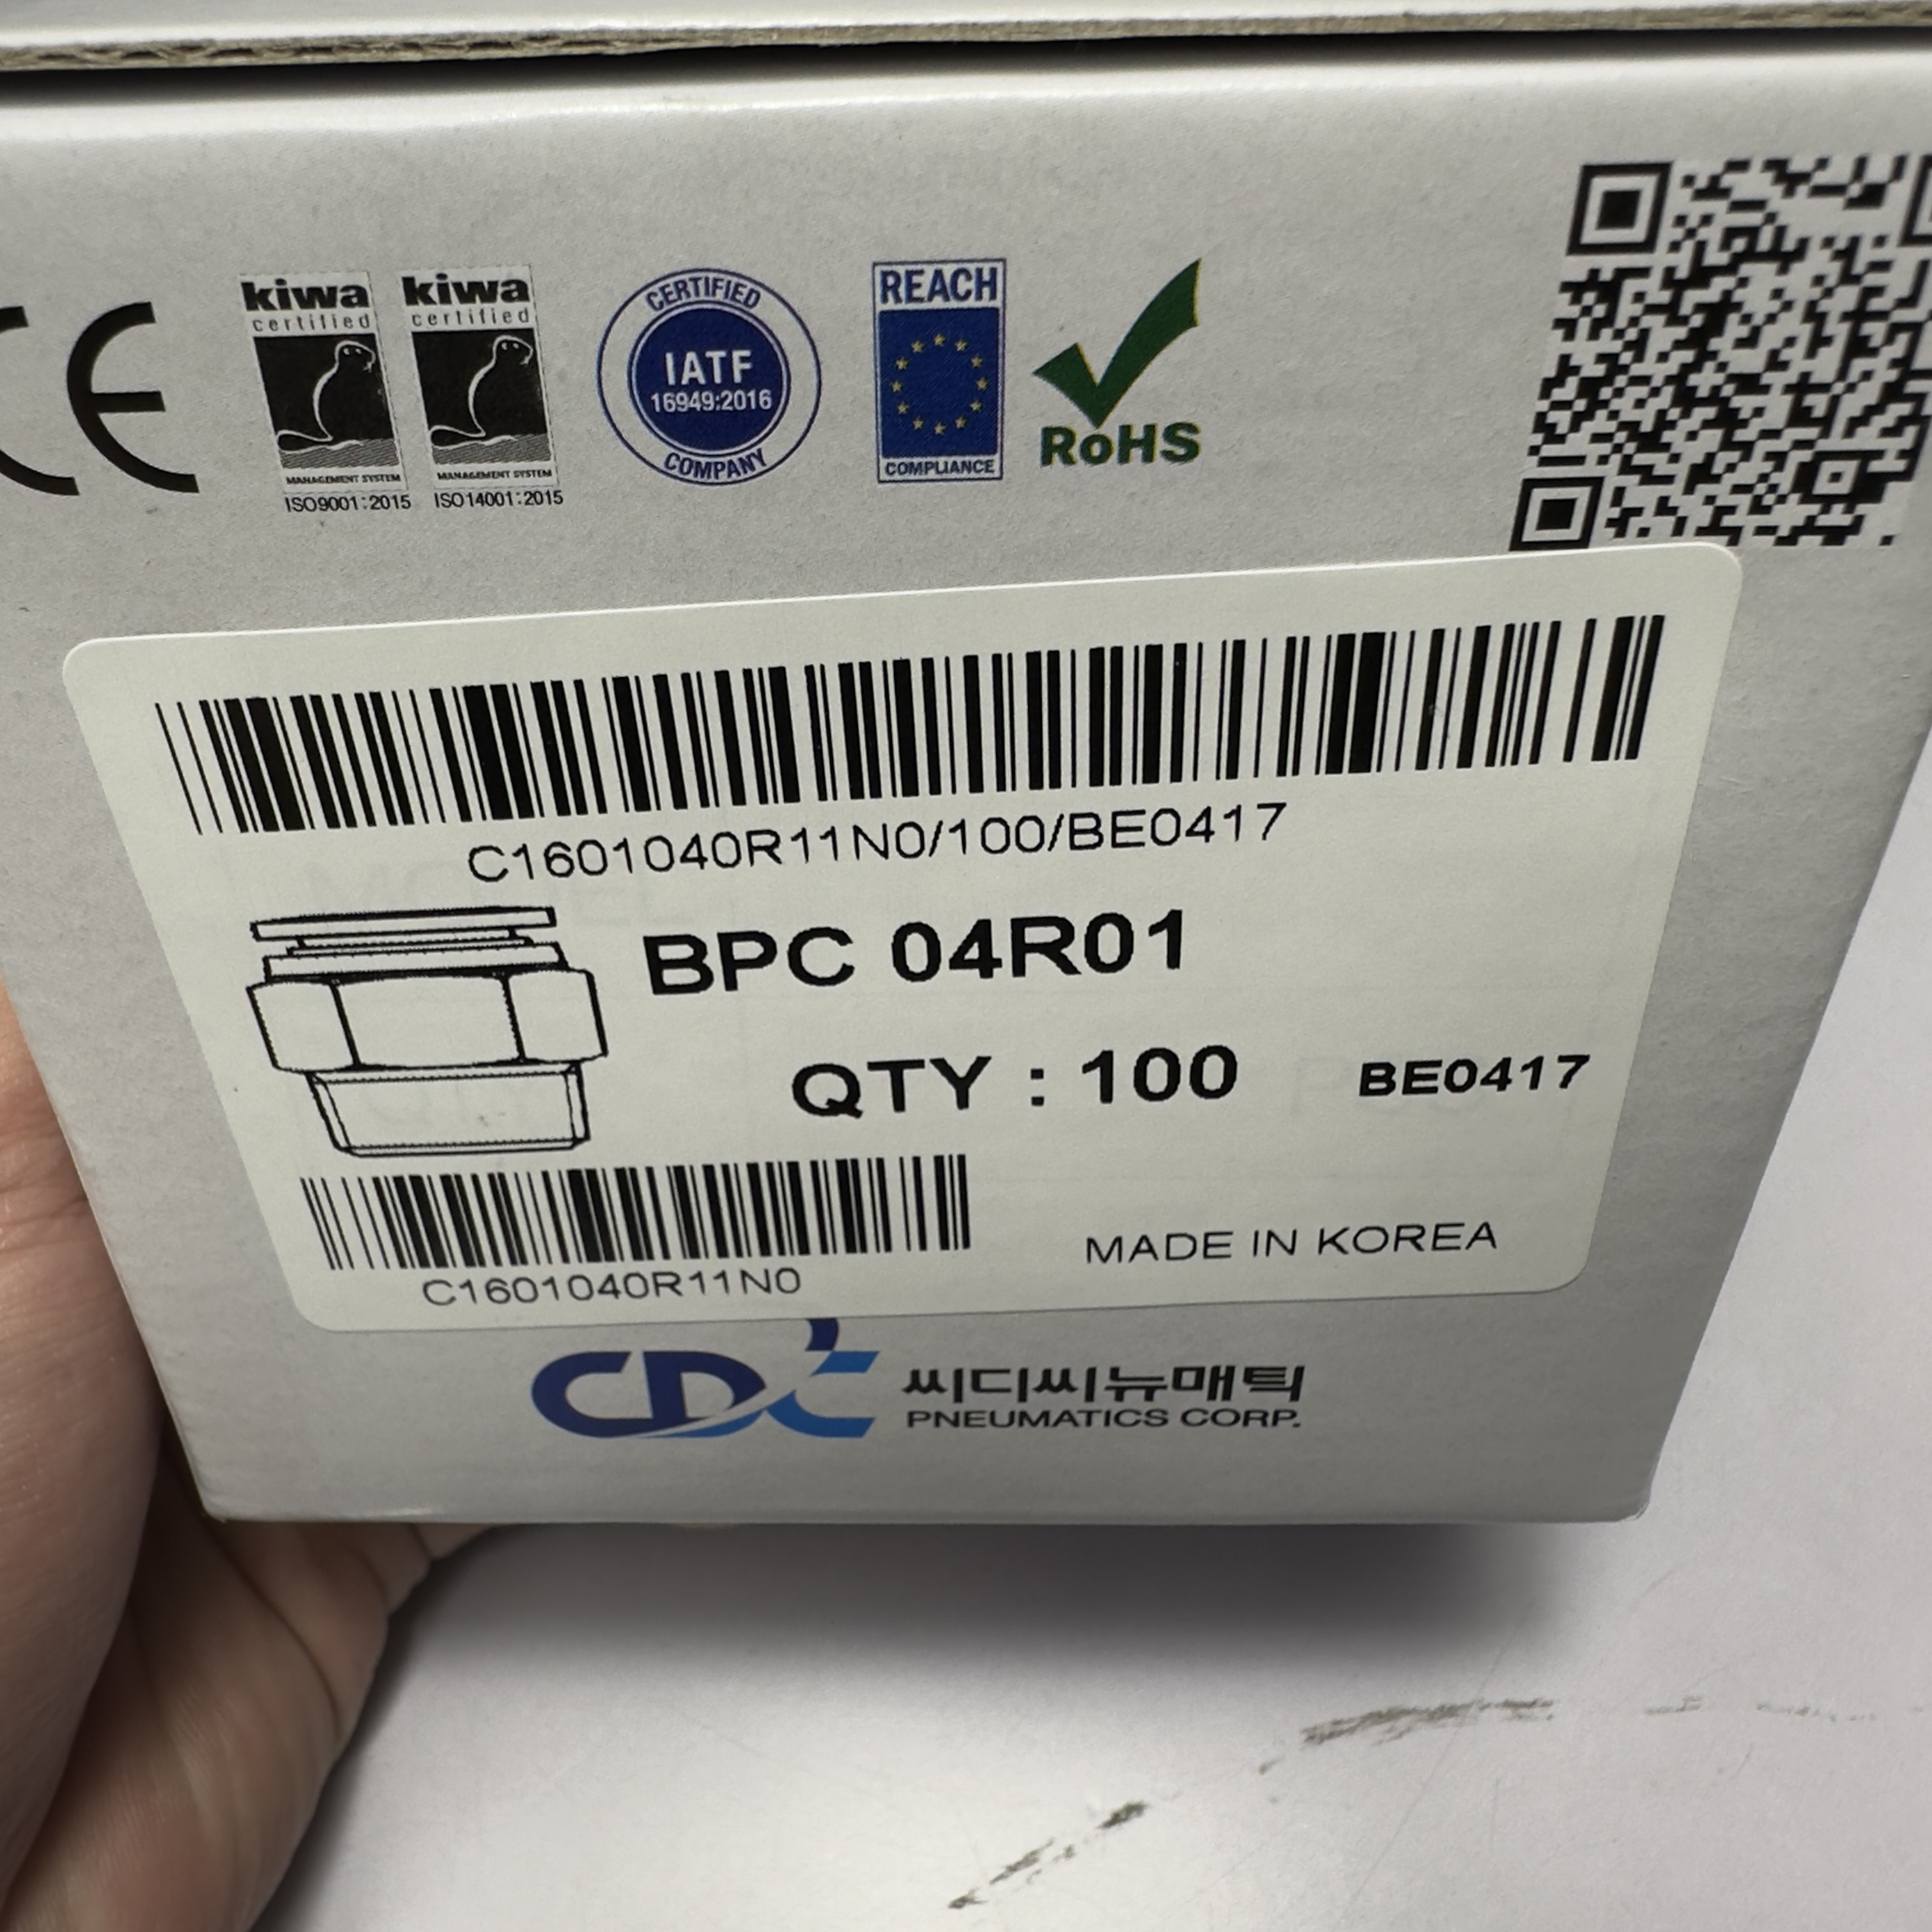 CE
kiwa
certified
MANAGEMENT SYSTEM
ISO9001:2015
kiwa
certified
MANAGEMENT SYSTEM
ISO14001:2015
CERTIFIED
IATF
16949:2016
COMPANY
REACH
COMPLIANCE
RoHS
C1601040R11N0/100/BE0417
BPC 04R01
QTY : 100 BE0417
C1601040R11N0
MADE IN KOREA
CDC 씨디씨뉴매틱
PNEUMATICS CORP.